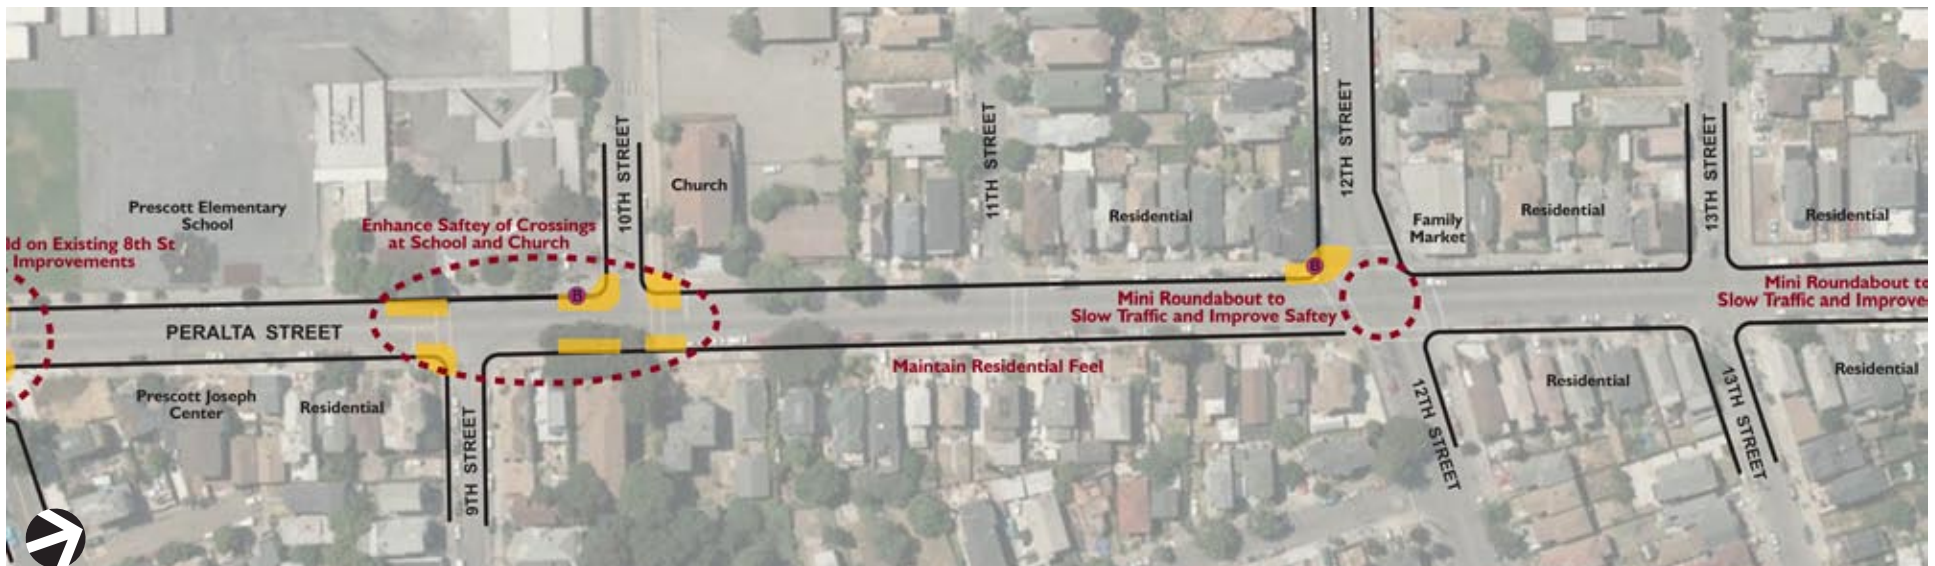 12TH STREET
10TH STREET
11TH STREET
13TH STREET
Church
Prescott Elementary
School
Residential
Family
Market
Residential
Residential
ld on Existing 8th St
Improvements
Enhance Saftey of Crossings
at School and Church
B
B
Mini Roundabout to
Slow Traffic and Improve Saftey
Mini Roundabout to
Slow Traffic and Improve
PERALTA STREET
Maintain Residential Feel
Prescott Joseph
Center
Residential
9TH STREET
12TH STREET
Residential
13TH STREET
Residential